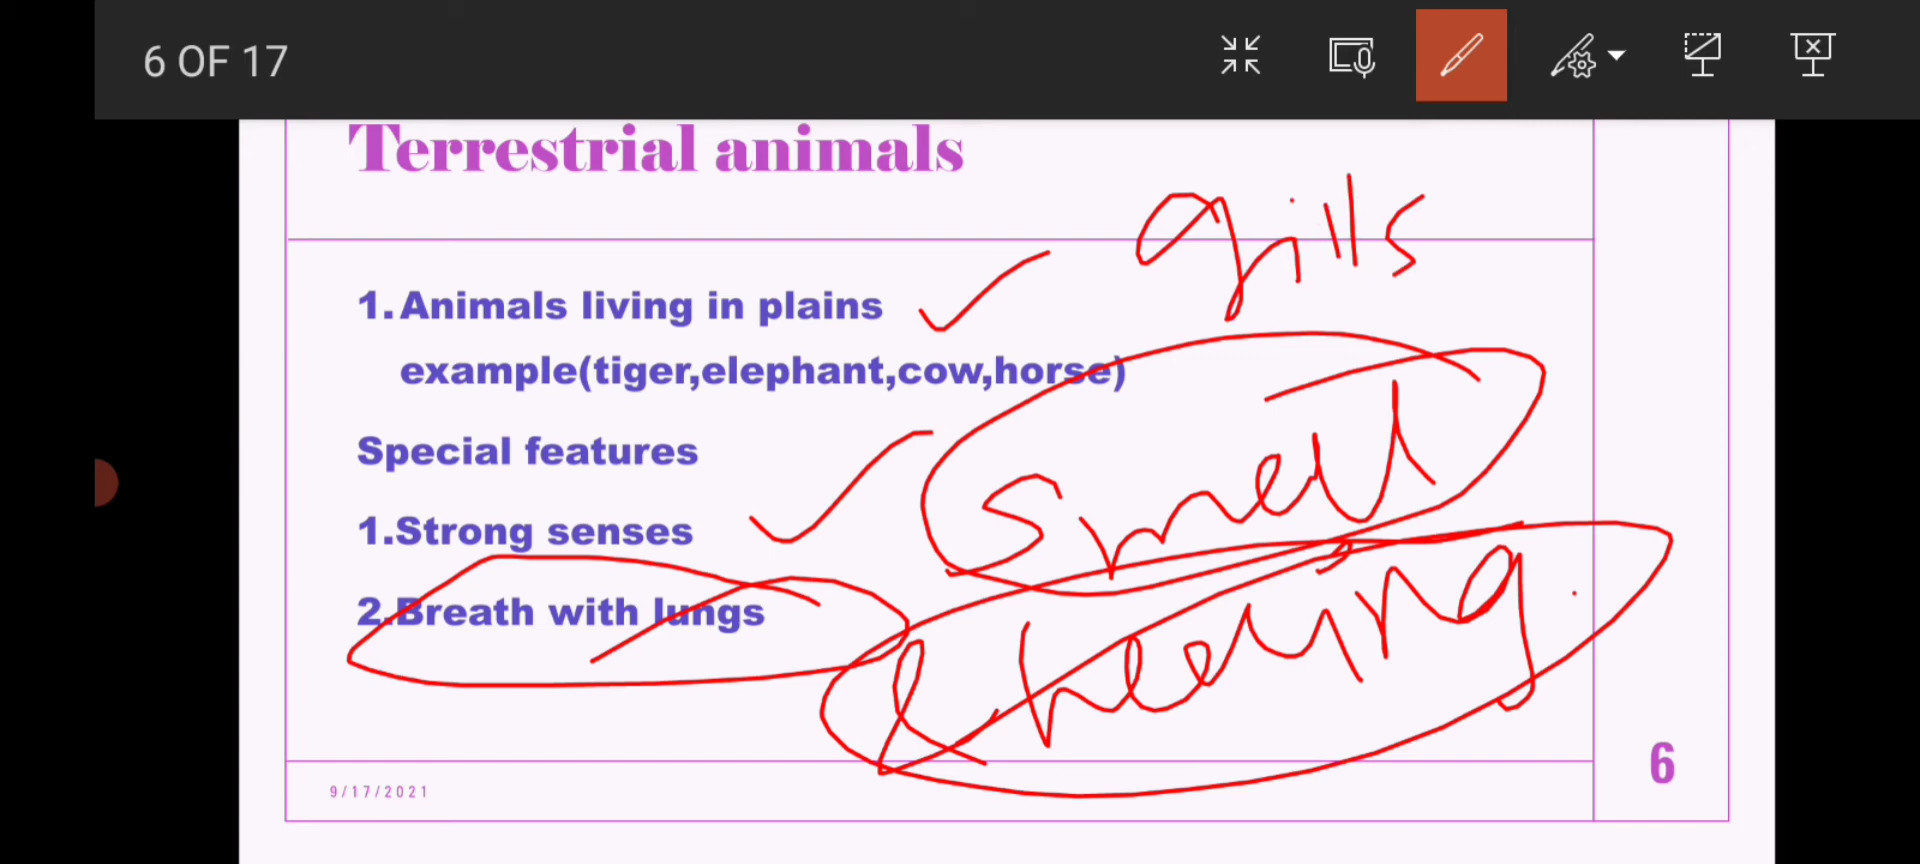 6 OF 17
Terrestrial animals
gills
1. Animals living in plains
example(tiger,elephant,cow,horse)
Special features
smell
1.Strong senses
2.Breath with lungs
& hearing
9/17/2021
6